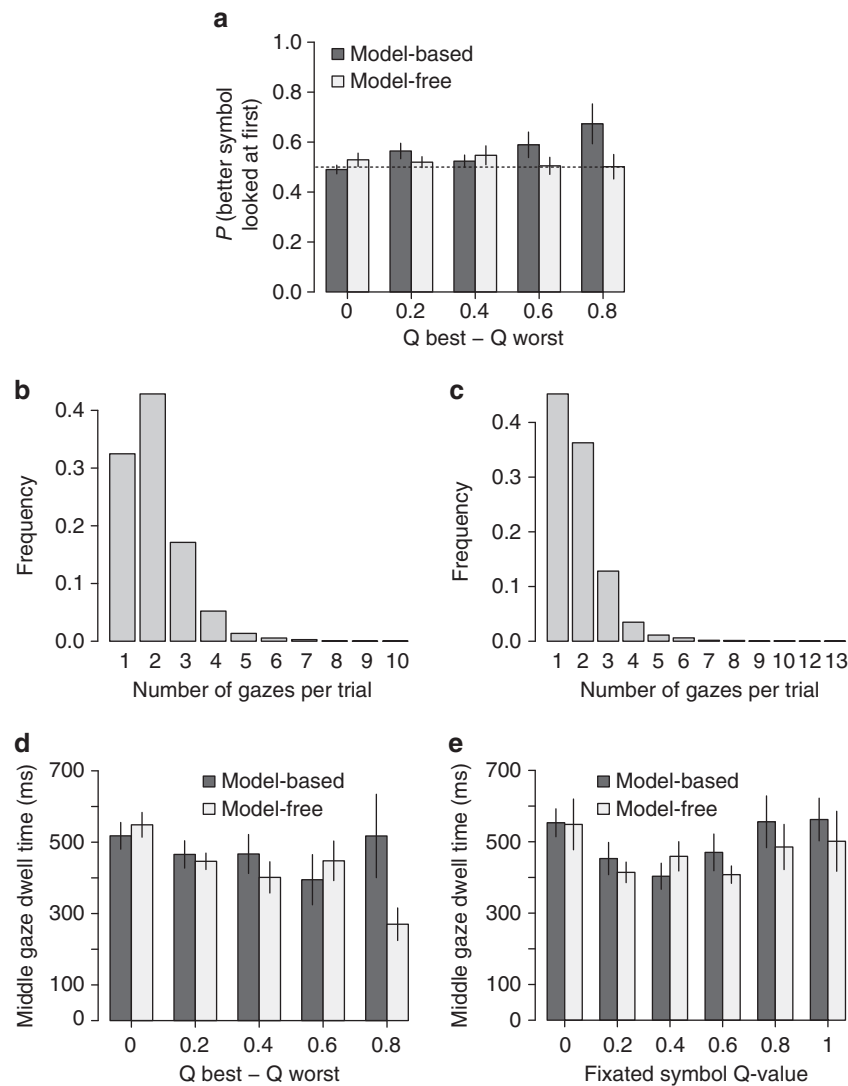 a
1.0
0.8
0.6
0.4
0.2
0.0
P (better symbol
looked at first)
Model-based
Model-free
0 0.2 0.4 0.6 0.8
Q best – Q worst
b
0.4
0.3
0.2
0.1
0.0
Frequency
1 2 3 4 5 6 7 8 9 10
Number of gazes per trial
c
0.4
0.3
0.2
0.1
0.0
Frequency
1 2 3 4 5 6 7 8 9 10 12 13
Number of gazes per trial
d
700
500
300
100
0
Middle gaze dwell time (ms)
Model-based
Model-free
0 0.2 0.4 0.6 0.8
Q best – Q worst
e
700
500
300
100
0
Middle gaze dwell time (ms)
Model-based
Model-free
0 0.2 0.4 0.6 0.8 1
Fixated symbol Q-value